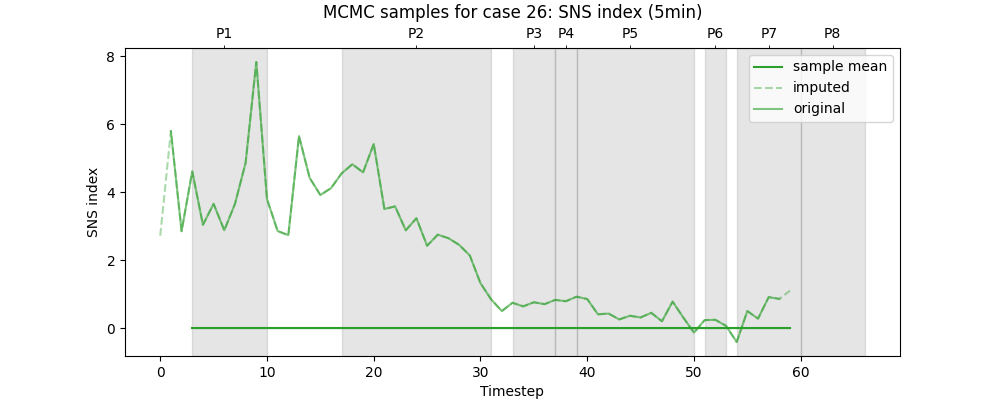 MCMC samples for case 26: SNS index (5min)
P1 P2 P3 P4 P5 P6 P7 P8
sample mean
imputed
original
8
6
4
2
0
SNS index
0 10 20 30 40 50 60
Timestep